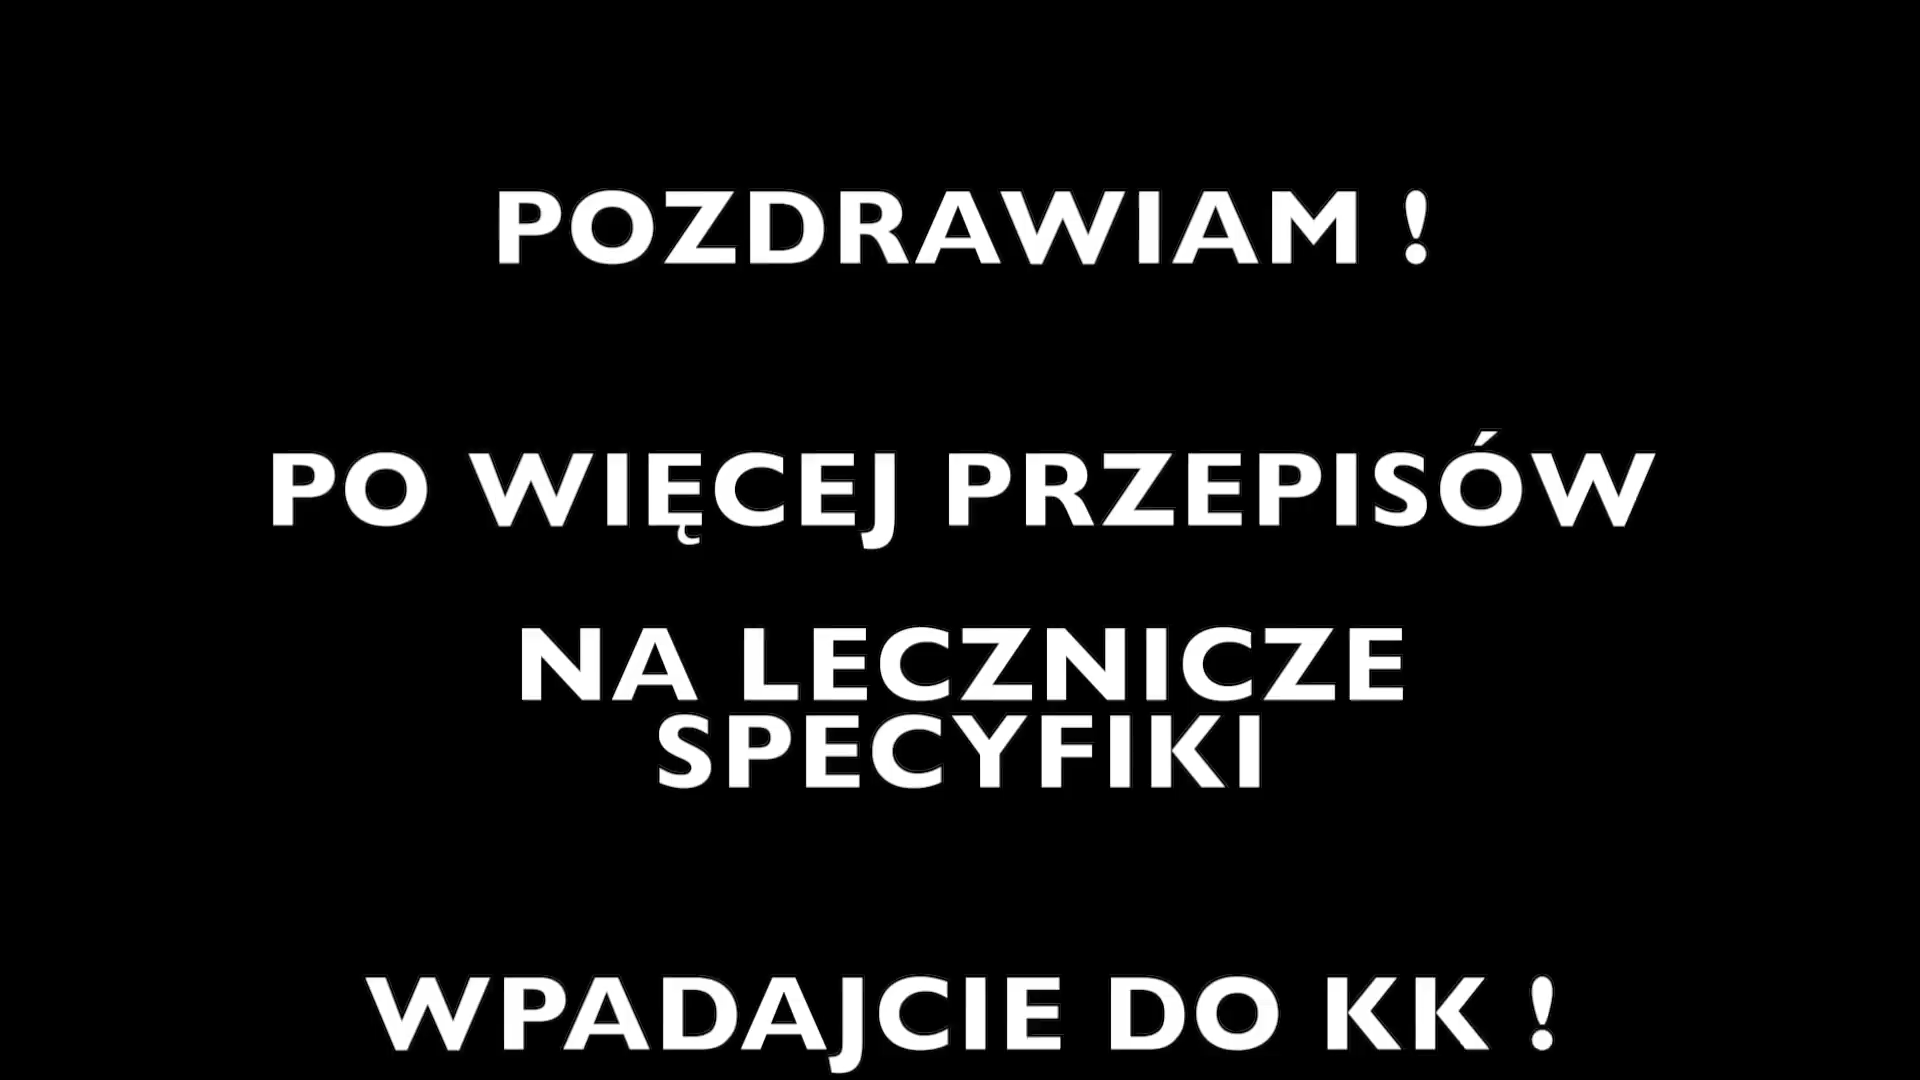 POZDRAWIAM !
PO WIĘCEJ PRZEPISÓW
NA LECZNICZE
SPECYFIKI
WPADAJCIE DO KK !